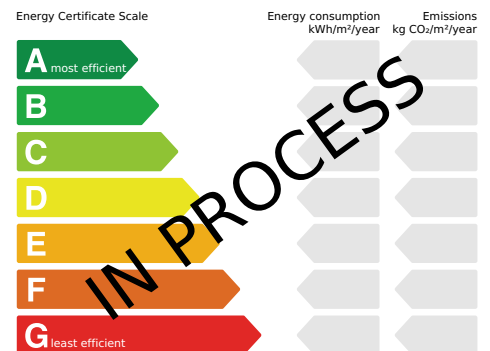 Energy Certificate Scale
Energy consumption
kWh/m²/year
Emissions
kg CO₂/m²/year
A most efficient
B
C
D
E
F
G least efficient
IN PROCESS